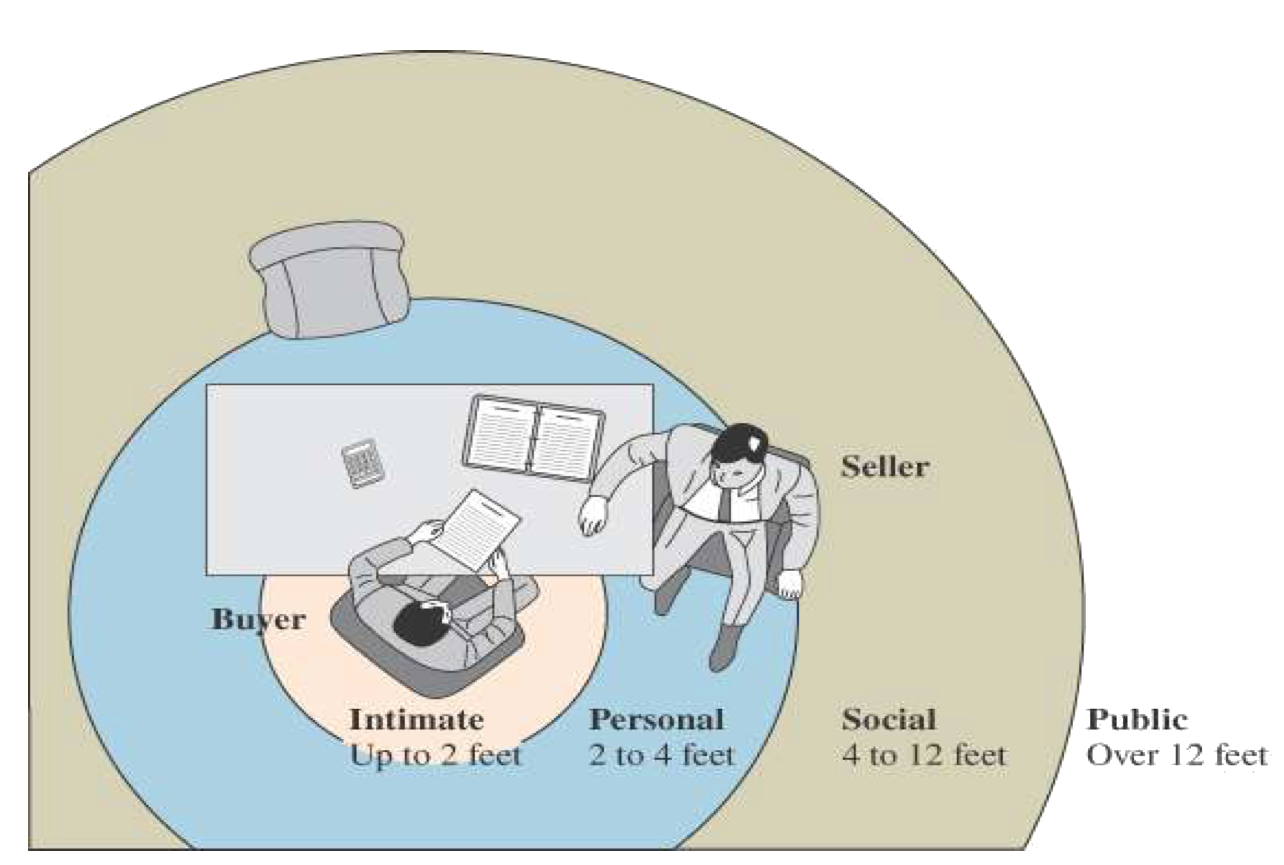 Seller
Buyer
Intimate
Up to 2 feet
Personal
2 to 4 feet
Social
4 to 12 feet
Public
Over 12 feet